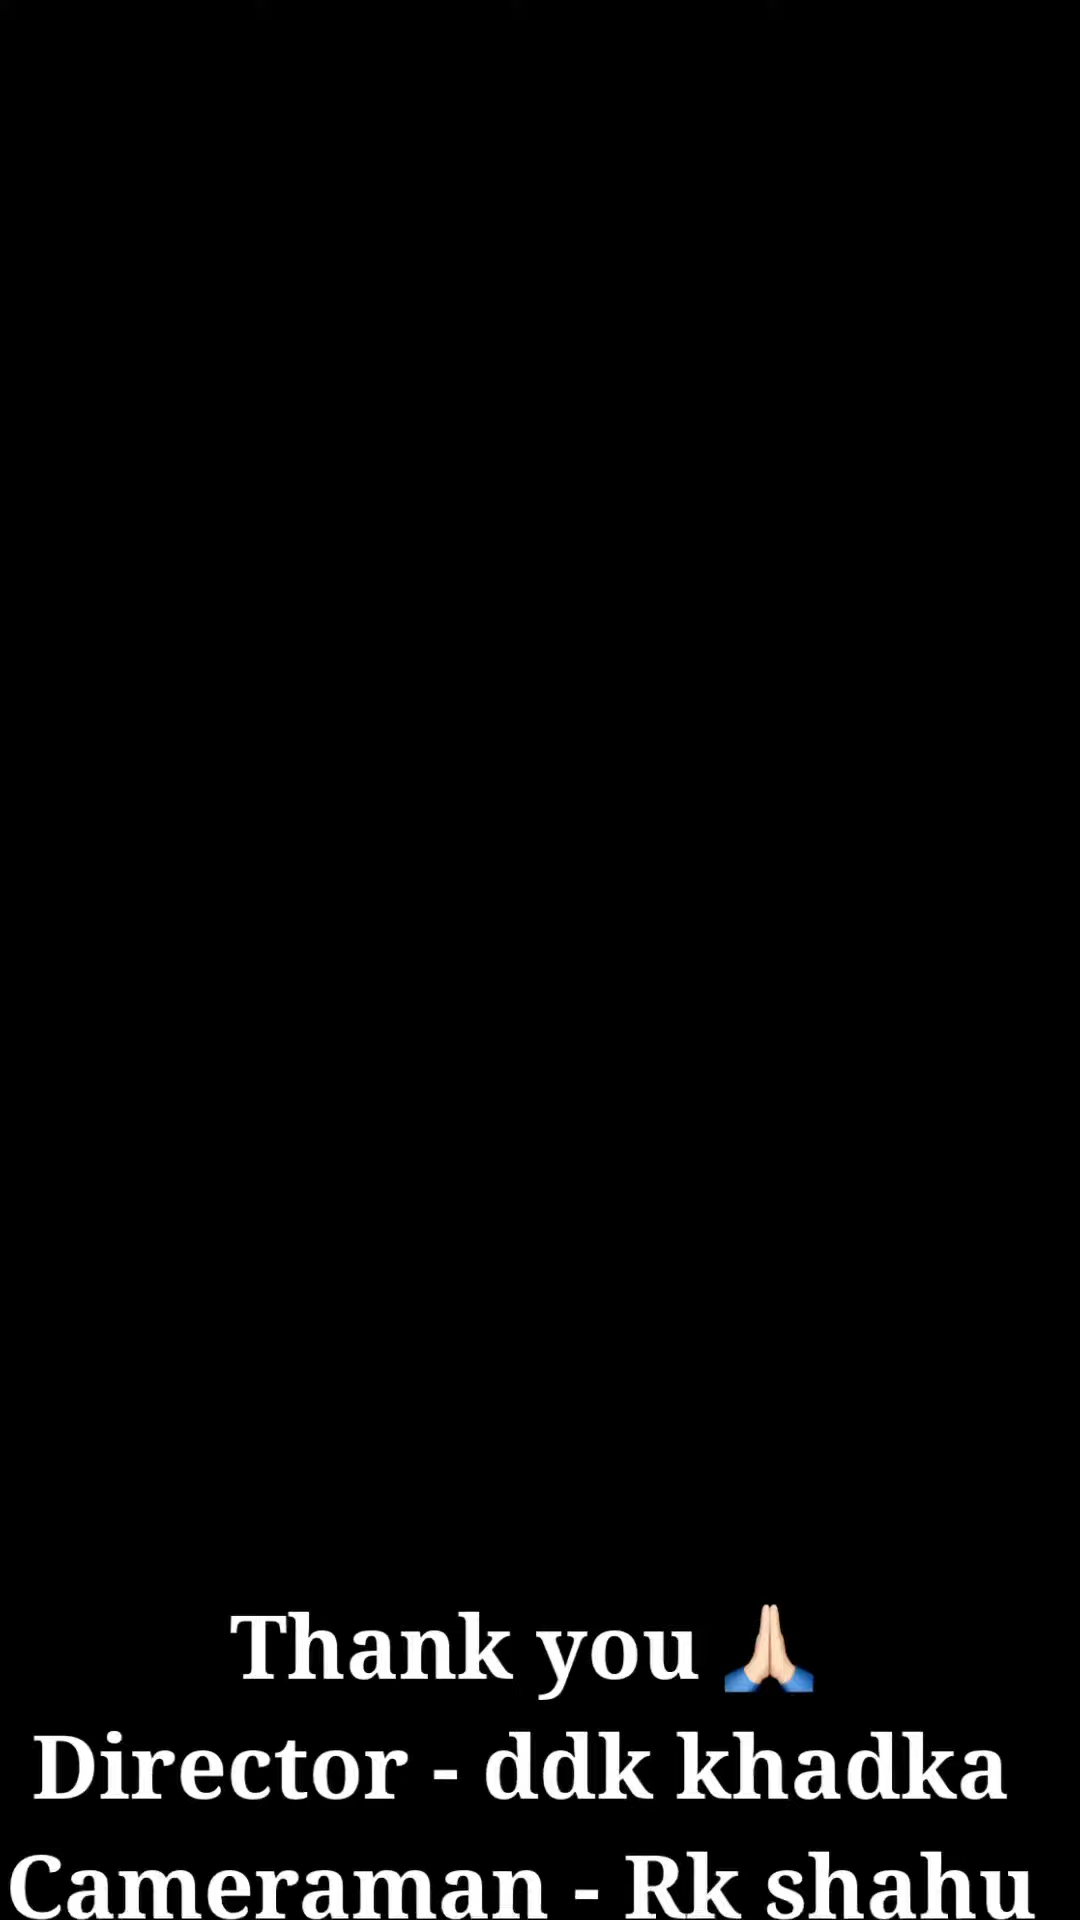 Thank you 🙏🏻
Director - ddk khadka
Cameraman - Rk shahu